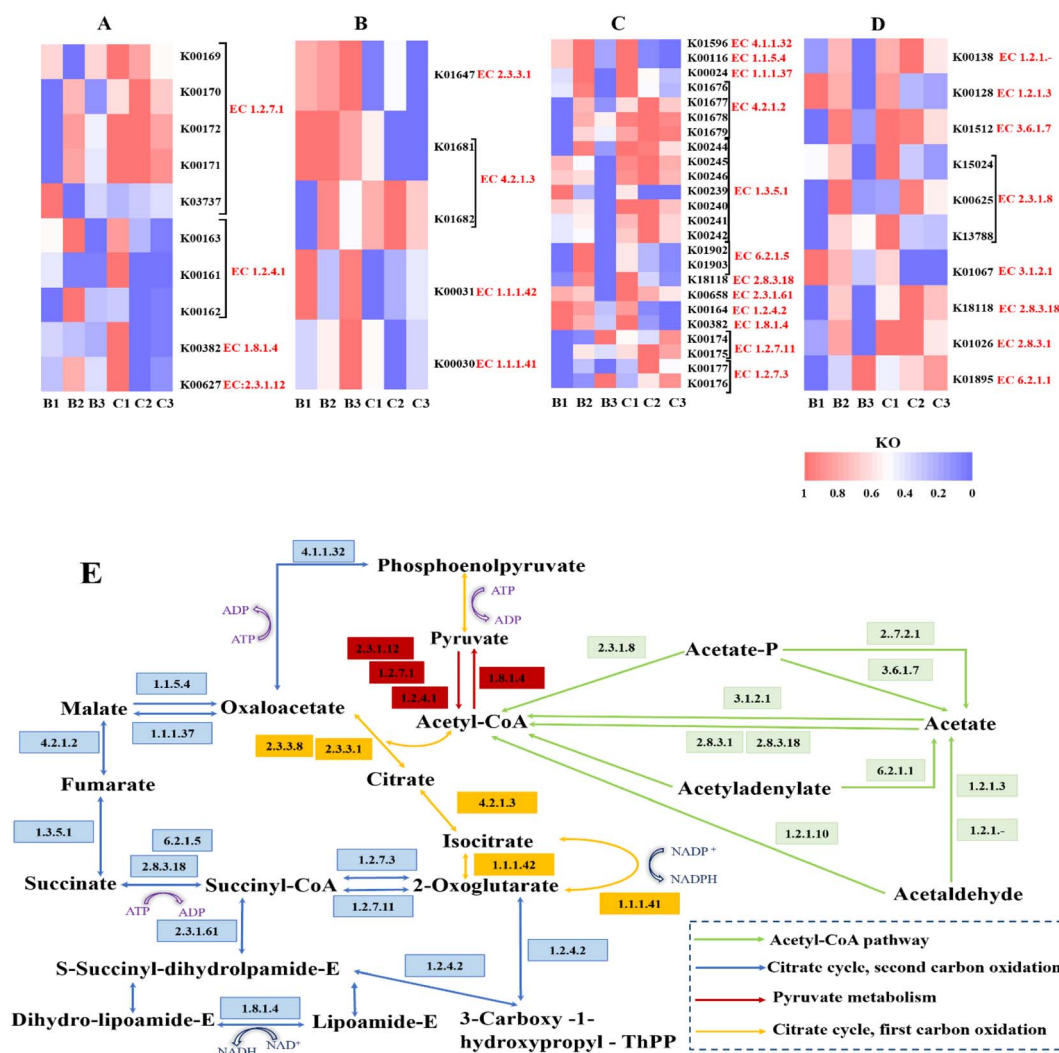 A
K00169
K00170
K00172
K00171
K03737
EC 1.2.7.1
K00163
K00161
K00162
EC 1.2.4.1
K00382 EC 1.8.1.4
K00627 EC:2.3.1.12
B1 B2 B3 C1 C2 C3
B
K01647 EC 2.3.3.1
K01681
K01682
EC 4.2.1.3
K00031 EC 1.1.1.42
K00030 EC 1.1.1.41
B1 B2 B3 C1 C2 C3
C
K01596 EC 4.1.1.32
K00116 EC 1.1.5.4
K00024 EC 1.1.1.37
K01676
K01677
K01678
K01679
EC 4.2.1.2
K00244
K00245
K00246
K00239
K00240
K00241
K00242
EC 1.3.5.1
K01902
K01903
EC 6.2.1.5
K18118 EC 2.8.3.18
K00658 EC 2.3.1.61
K00164 EC 1.2.4.2
K00382 EC 1.8.1.4
K00174
K00175
EC 1.2.7.11
K00177
K00176
EC 1.2.7.3
B1 B2 B3 C1 C2 C3
D
K00138 EC 1.2.1.-
K00128 EC 1.2.1.3
K01512 EC 3.6.1.7
K15024
K00625
K13788
EC 2.3.1.8
K01067 EC 3.1.2.1
K18118 EC 2.8.3.18
K01026 EC 2.8.3.1
K01895 EC 6.2.1.1
B1 B2 B3 C1 C2 C3
KO
1 0.8 0.6 0.4 0.2 0
E
4.1.1.32
Phosphoenolpyruvate
ADP
ATP
ATP
ADP
Pyruvate
2.3.1.12
1.2.7.1
1.2.4.1
1.8.1.4
2.3.1.8
Acetate-P
2..7.2.1
3.6.1.7
1.1.5.4
Malate
Oxaloacetate
1.1.1.37
Acetyl-CoA
3.1.2.1
Acetate
2.8.3.1
2.8.3.18
4.2.1.2
2.3.3.8
2.3.3.1
Fumarate
Citrate
Acetyladenylate
6.2.1.1
1.2.1.3
4.2.1.3
1.3.5.1
6.2.1.5
2.8.3.18
Isocitrate
1.2.1.10
1.2.1.-
1.2.7.3
1.1.1.42
NADP+
NADPH
Succinate
Succinyl-CoA
2-Oxoglutarate
1.2.7.11
1.1.1.41
Acetaldehyde
ATP
ADP
2.3.1.61
1.2.4.2
1.2.4.2
S-Succinyl-dihydrolpamide-E
1.8.1.4
Dihydro-lipoamide-E
Lipoamide-E
NADH
NAD+
3-Carboxy -1-
hydroxypropyl - ThPP
Acetyl-CoA pathway
Citrate cycle, second carbon oxidation
Pyruvate metabolism
Citrate cycle, first carbon oxidation